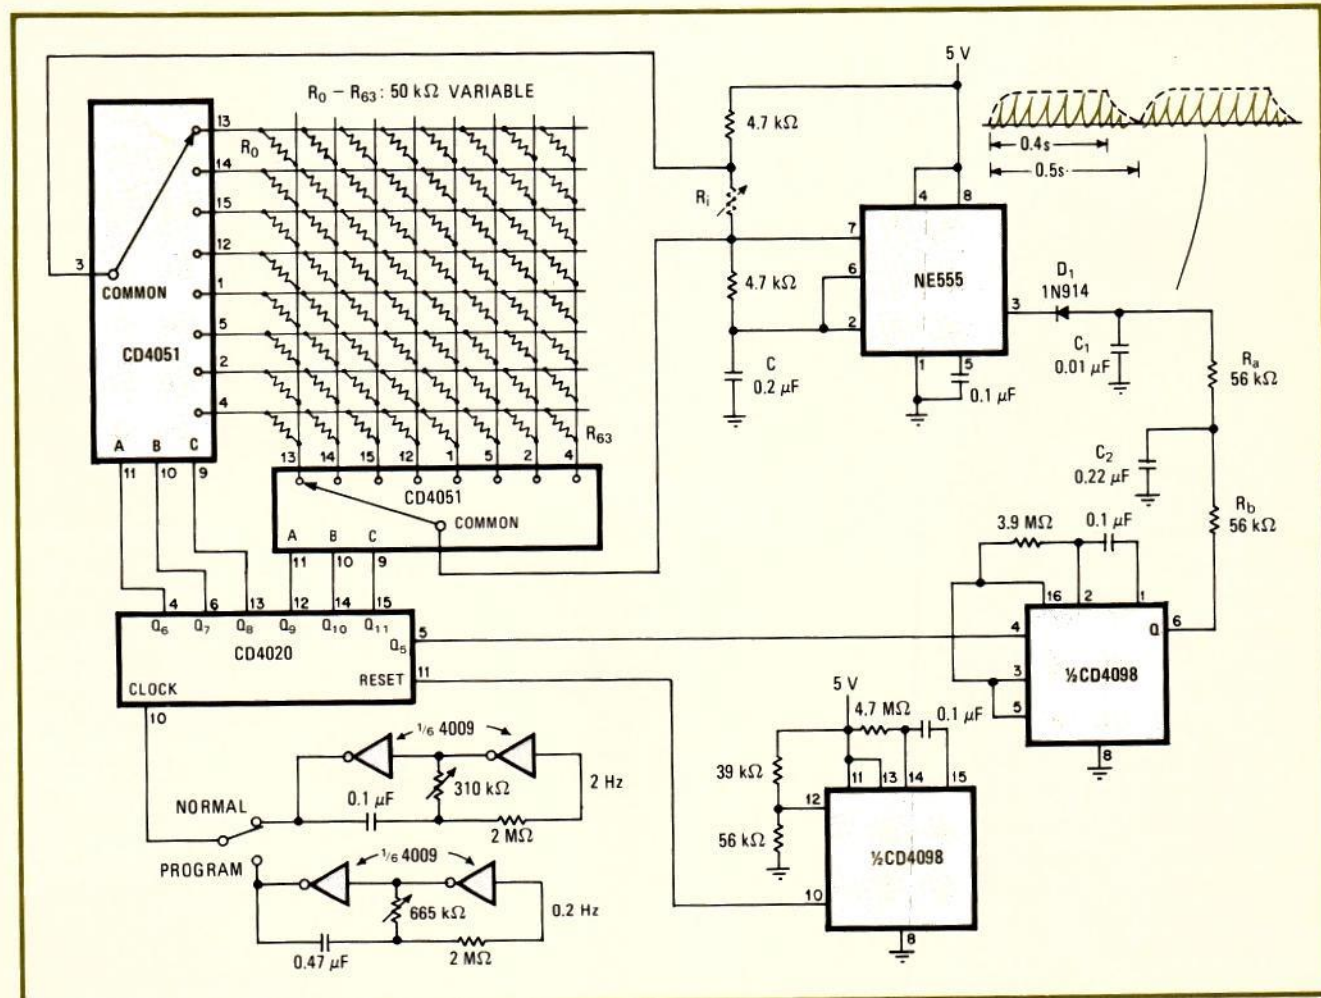 5 V
R0 – R63: 50 kΩ VARIABLE
4.7 kΩ
0.4s
0.5s
13
R0
14
15
12
1
5
2
4
3
COMMON
CD4051
Ri
4
8
7
6
2
NE555
3
D1
1N914
C1
0.01 µF
Ra
56 kΩ
4.7 kΩ
C
0.2 µF
1
5
0.1 µF
C2
0.22 µF
Rb
56 kΩ
R63
A
B
C
11
10
9
13
14
15
12
1
5
2
4
CD4051
COMMON
A
B
C
11
10
9
3.9 MΩ
0.1 µF
16
2
1
4
3
5
Q
6
½CD4098
8
4
6
13
12
14
15
Q6
Q7
Q8
Q9
Q10
Q11
Q5
5
CD4020
CLOCK
RESET
11
10
5 V
4.7 MΩ
0.1 µF
39 kΩ
11
13
14
15
12
56 kΩ
½CD4098
10
8
1/6 4009
310 kΩ
2 Hz
0.1 µF
2 MΩ
NORMAL
PROGRAM
1/6 4009
665 kΩ
0.2 Hz
0.47 µF
2 MΩ